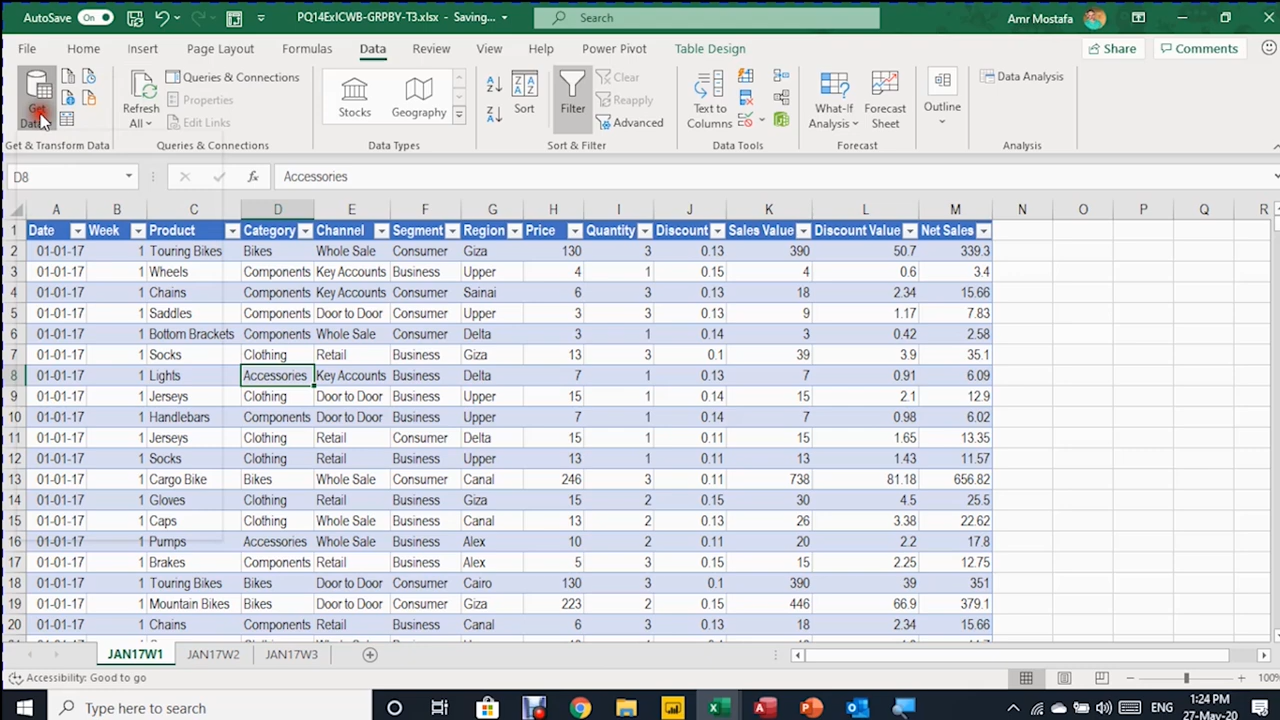 AutoSave On PQ14ExlCWB-GRPBY-T3.xlsx - Saving... Search Amr Mostafa
File Home Insert Page Layout Formulas Data Review View Help Power Pivot Table Design Share Comments
Get Data
Refresh All
Queries & Connections
Properties
Edit Links
Stocks Geography
Sort
Filter
Clear
Reapply
Advanced
Text to Columns
What-If Analysis
Forecast Sheet
Outline
Data Analysis
Get & Transform Data Queries & Connections Data Types Sort & Filter Data Tools Forecast Analysis
D8 fx Accessories
A B C D E F G H I J K L M N O P Q R
1 Date Week Product Category Channel Segment Region Price Quantity Discount Sales Value Discount Value Net Sales
2 01-01-17 1 Touring Bikes Bikes Whole Sale Consumer Giza 130 3 0.13 390 50.7 339.3
3 01-01-17 1 Wheels Components Key Accounts Business Upper 4 1 0.15 4 0.6 3.4
4 01-01-17 1 Chains Components Key Accounts Consumer Sainai 6 3 0.13 18 2.34 15.66
5 01-01-17 1 Saddles Components Door to Door Consumer Upper 3 3 0.13 9 1.17 7.83
6 01-01-17 1 Bottom Brackets Components Whole Sale Consumer Delta 3 1 0.14 3 0.42 2.58
7 01-01-17 1 Socks Clothing Retail Business Giza 13 3 0.1 39 3.9 35.1
8 01-01-17 1 Lights Accessories Key Accounts Business Delta 7 1 0.13 7 0.91 6.09
9 01-01-17 1 Jerseys Clothing Door to Door Consumer Upper 15 1 0.14 15 2.1 12.9
10 01-01-17 1 Handlebars Components Door to Door Business Upper 7 1 0.14 7 0.98 6.02
11 01-01-17 1 Jerseys Clothing Retail Consumer Delta 15 1 0.11 15 1.65 13.35
12 01-01-17 1 Socks Clothing Retail Business Upper 13 1 0.11 13 1.43 11.57
13 01-01-17 1 Cargo Bike Bikes Whole Sale Business Canal 246 3 0.11 738 81.18 656.82
14 01-01-17 1 Gloves Clothing Retail Business Giza 15 2 0.15 30 4.5 25.5
15 01-01-17 1 Caps Clothing Whole Sale Business Canal 13 2 0.13 26 3.38 22.62
16 01-01-17 1 Pumps Accessories Whole Sale Business Alex 10 2 0.11 20 2.2 17.8
17 01-01-17 1 Brakes Components Retail Business Alex 5 3 0.15 15 2.25 12.75
18 01-01-17 1 Touring Bikes Bikes Door to Door Consumer Cairo 130 3 0.1 390 39 351
19 01-01-17 1 Mountain Bikes Bikes Door to Door Consumer Giza 223 2 0.15 446 66.9 379.1
20 01-01-17 1 Chains Components Retail Business Canal 6 3 0.13 18 2.34 15.66
JAN17W1 JAN17W2 JAN17W3
Accessibility: Good to go 100%
Type here to search ENG 1:24 PM
27-May-20